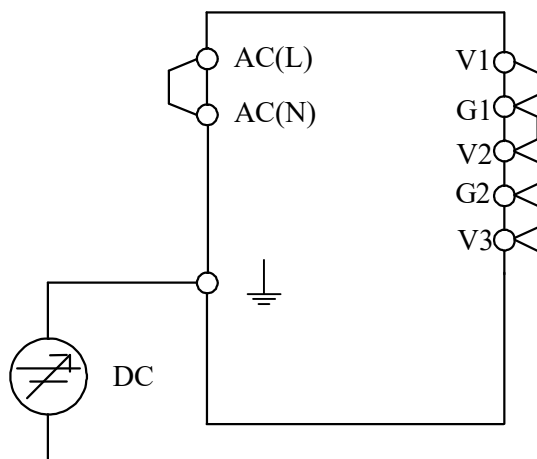 AC(L)
AC(N)
V1
G1
V2
G2
V3
DC